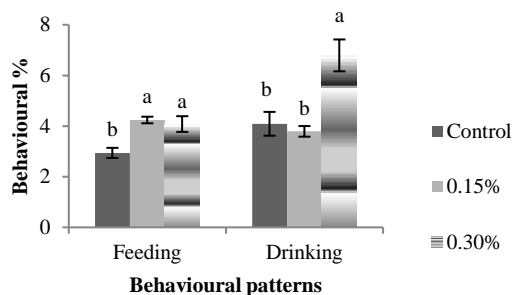 8
6
4
2
0
Behavioural %
b
a
a
b
b
a
Feeding
Drinking
Behavioural patterns
Control
0.15%
0.30%